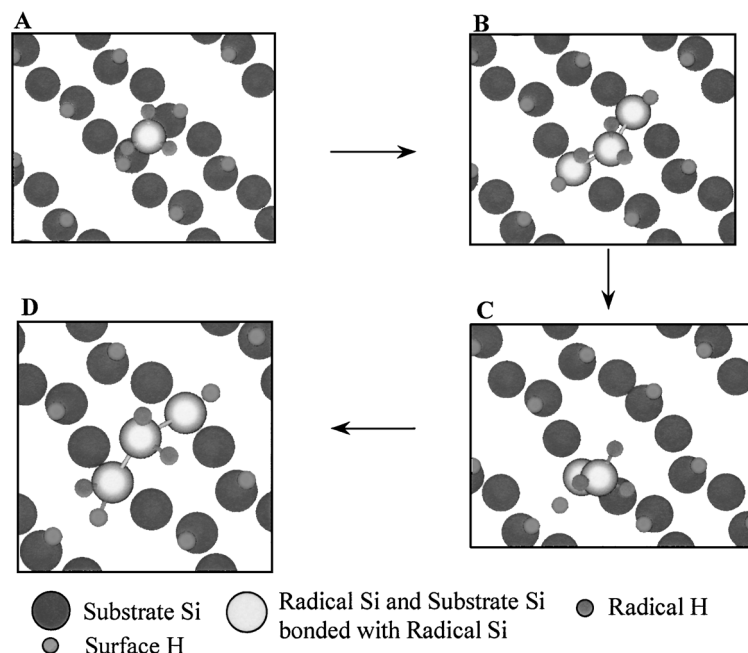 A
B
D
C
Substrate Si
Radical Si and Substrate Si
bonded with Radical Si
Radical H
Surface H